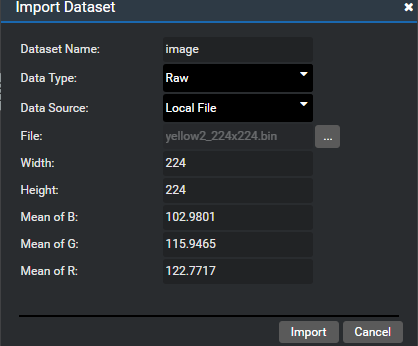 Import Dataset ✖
Dataset Name: image
Data Type: Raw
Data Source: Local File
File: yellow2_224x224.bin ...
Width: 224
Height: 224
Mean of B: 102.9801
Mean of G: 115.9465
Mean of R: 122.7717
Import Cancel